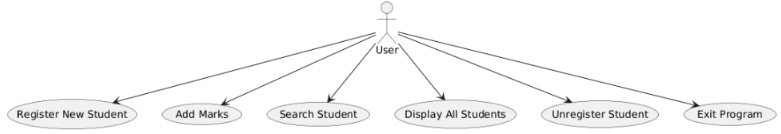 User
Register New Student
Add Marks
Search Student
Display All Students
Unregister Student
Exit Program